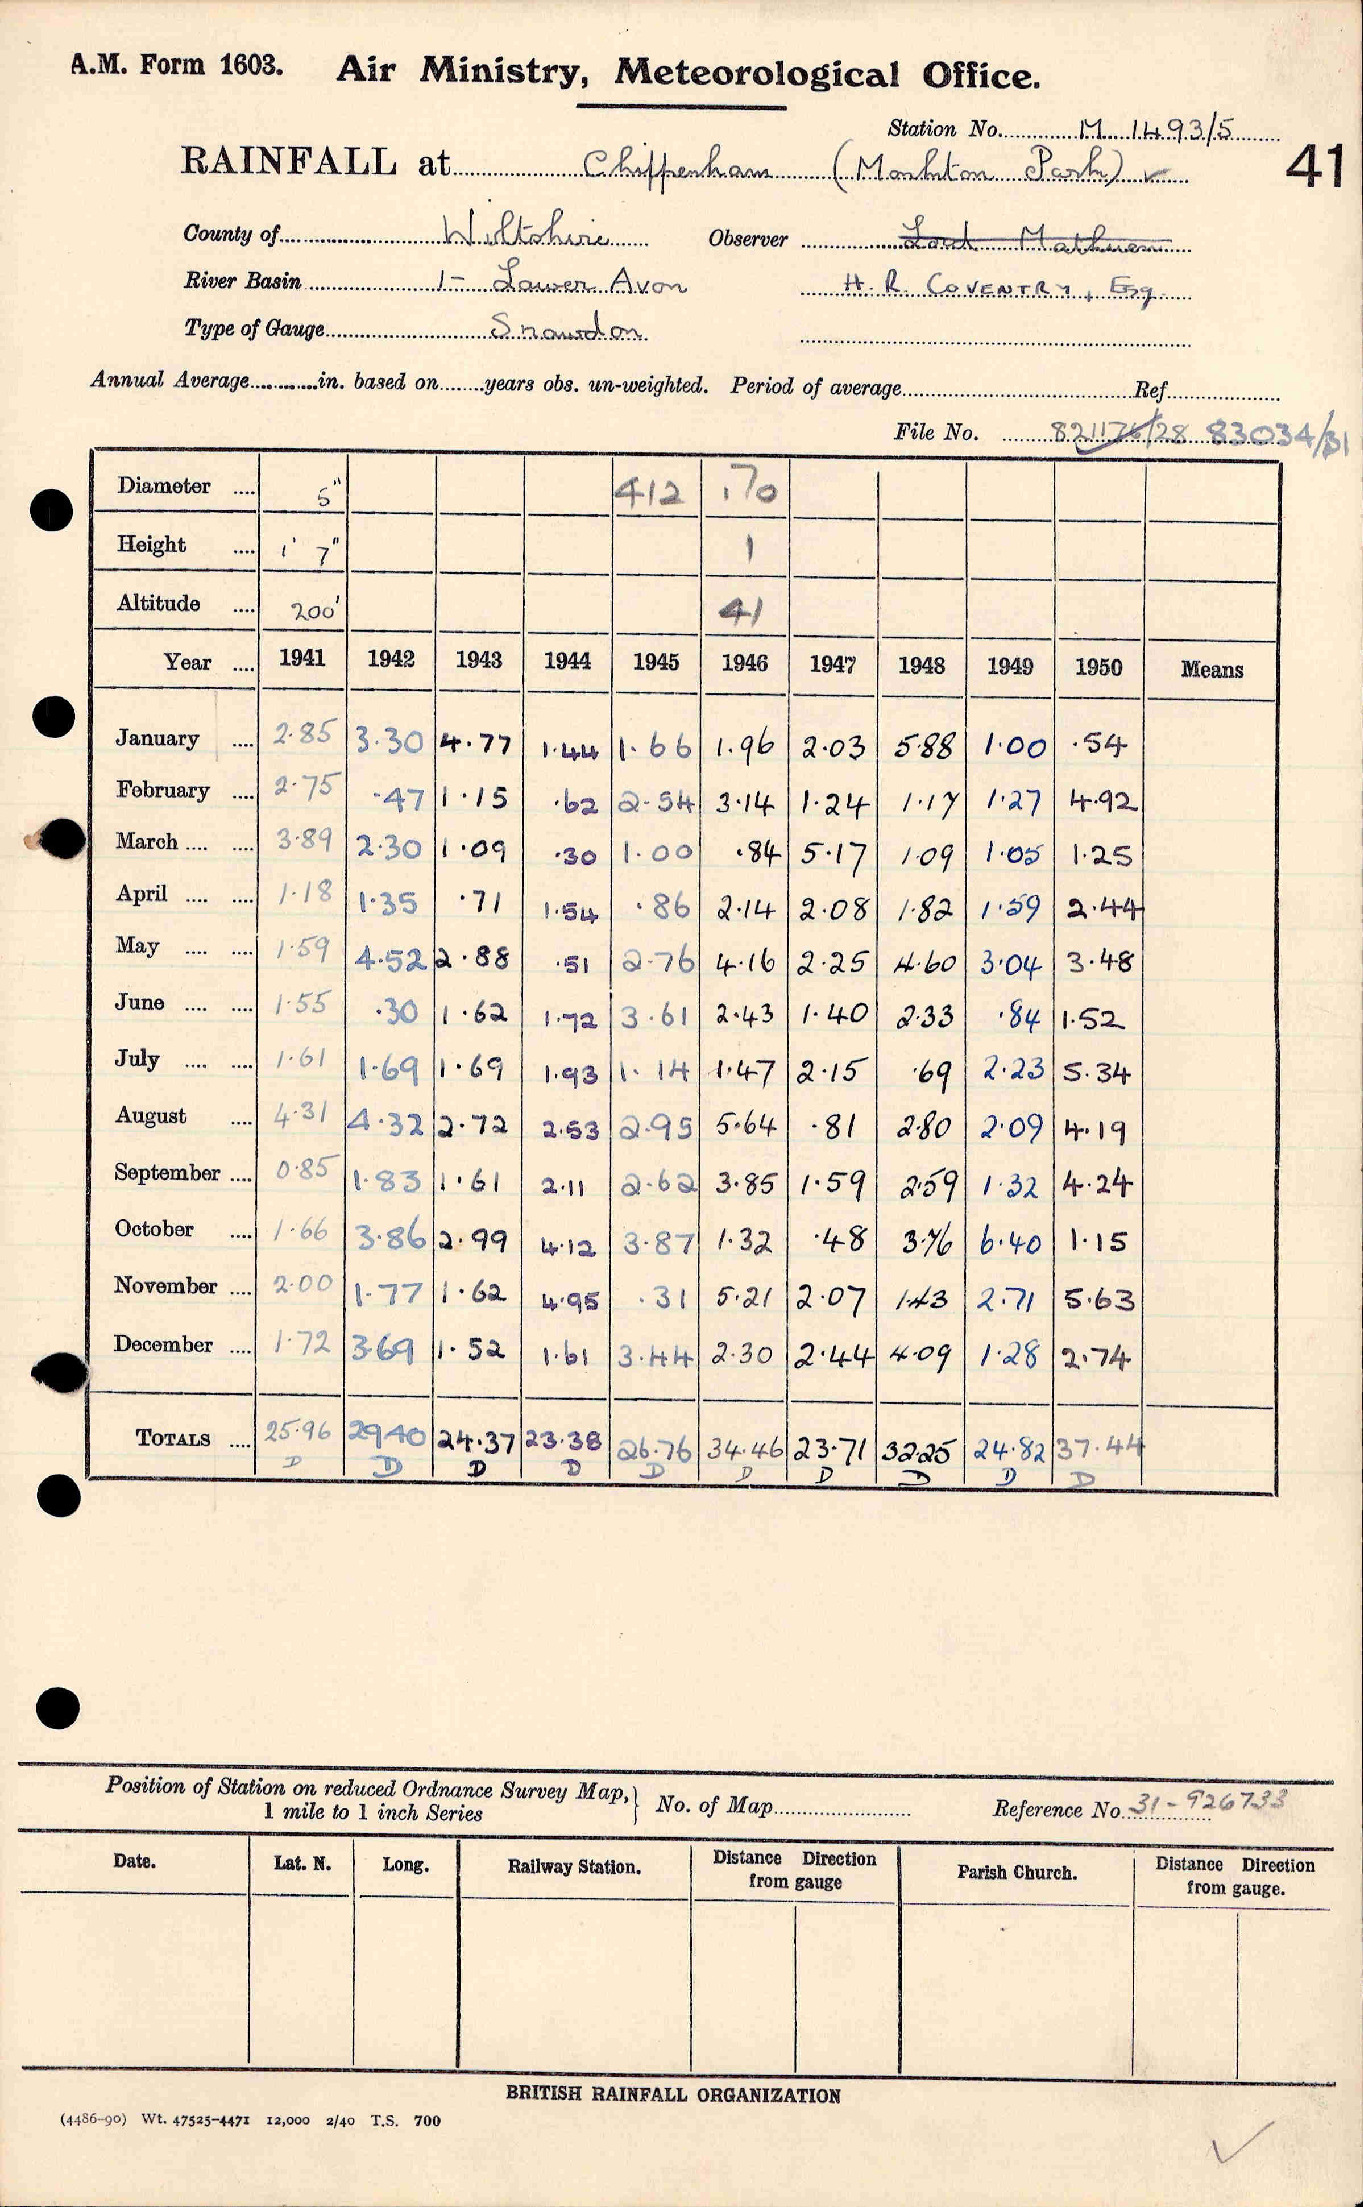 A.M. Form 1603. Air Ministry, Meteorological Office.
Station No. M 1493/5
RAINFALL at Chippenham (Monkton Park) ✓ 41
County of Wiltshire Observer Lord Methuen
River Basin 1- Lower Avon H. R. COVENTRY, Esq
Type of Gauge Snowdon
Annual Average in. based on years obs. un-weighted. Period of average Ref
File No. 821176/28 83034/31
Diameter 5" 412 .70
Height 1' 7" 1
Altitude 200' 41
Year 1941 1942 1943 1944 1945 1946 1947 1948 1949 1950 Means
January 2.85 3.30 4.77 1.44 1.66 1.96 2.03 5.88 1.00 .54
February 2.75 .47 1.15 .62 2.54 3.14 1.24 1.17 1.27 4.92
March 3.89 2.30 1.09 .30 1.00 .84 5.17 1.09 1.05 1.25
April 1.18 1.35 .71 1.54 .86 2.14 2.08 1.82 1.59 2.44
May 1.59 4.52 2.88 .51 2.76 4.16 2.25 4.60 3.04 3.48
June 1.55 .30 1.62 1.72 3.61 2.43 1.40 2.33 .84 1.52
July 1.61 1.69 1.69 1.93 1.14 1.47 2.15 .69 2.23 5.34
August 4.31 4.32 2.72 2.53 2.95 5.64 .81 2.80 2.09 4.19
September 0.85 1.83 1.61 2.11 2.62 3.85 1.59 2.59 1.32 4.24
October 1.66 3.86 2.99 4.12 3.87 1.32 .48 3.76 6.40 1.15
November 2.00 1.77 1.62 4.95 .31 5.21 2.07 1.43 2.71 5.63
December 1.72 3.69 1.52 1.61 3.44 2.30 2.44 4.09 1.28 2.74
TOTALS 25.96 29.40 24.37 23.38 26.76 34.46 23.71 32.25 24.82 37.44
D D D D D D D D D D
Position of Station on reduced Ordnance Survey Map, 1 mile to 1 inch Series } No. of Map Reference No. 31-926733
Date. Lat. N. Long. Railway Station. Distance Direction from gauge Parish Church. Distance Direction from gauge.
BRITISH RAINFALL ORGANIZATION
(4486-90) Wt. 47525-4471 12,000 2/40 T.S. 700